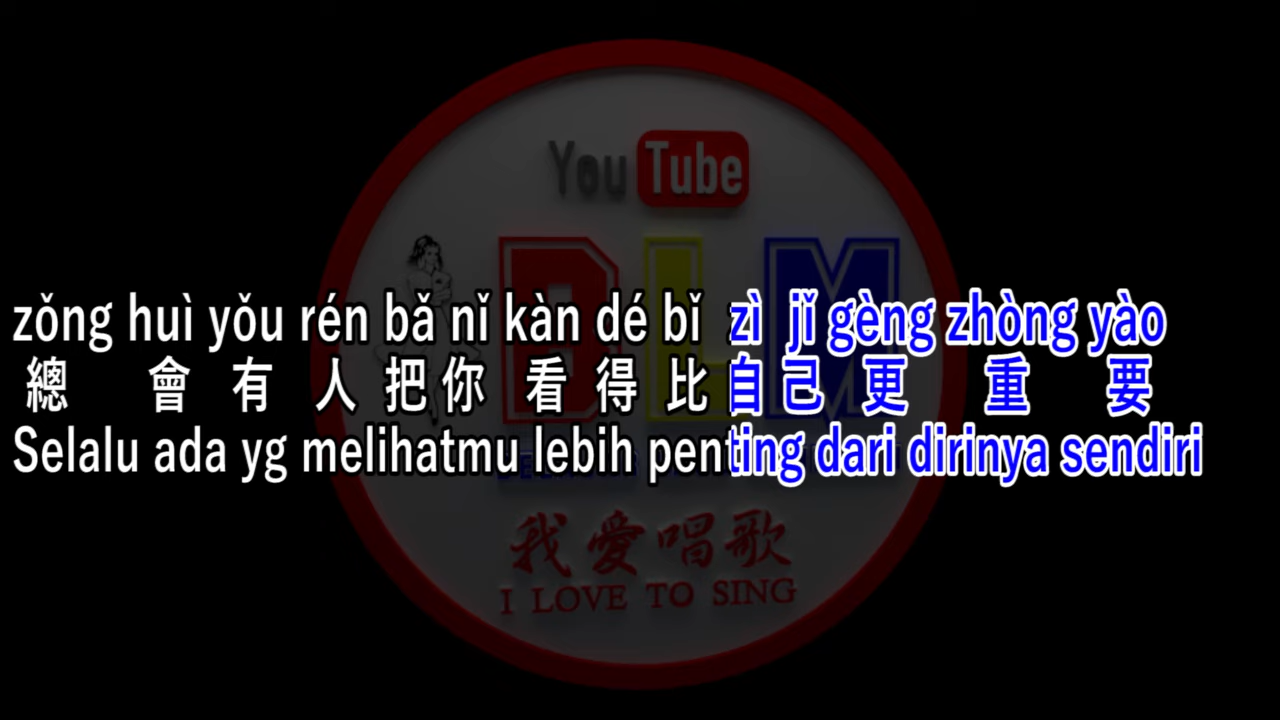 YouTube
BLM
zǒng huì yǒu rén bǎ nǐ kàn dé bǐ zì jǐ gèng zhòng yào
總會有人把你看得比自己更重要
Selalu ada yg melihatmu lebih penting dari dirinya sendiri
我愛唱歌
I LOVE TO SING